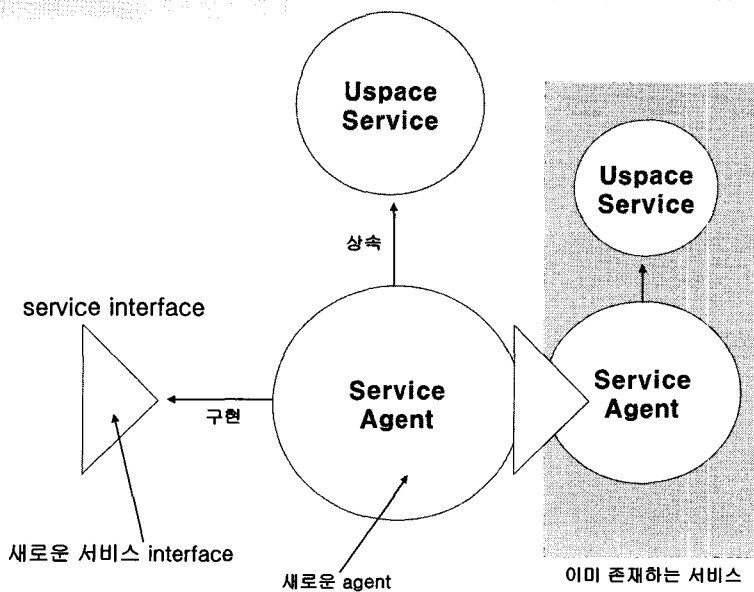 Uspace
Service
Uspace
Service
상속
service interface
Service
Agent
Service
Agent
구현
새로운 서비스 interface
새로운 agent
이미 존재하는 서비스